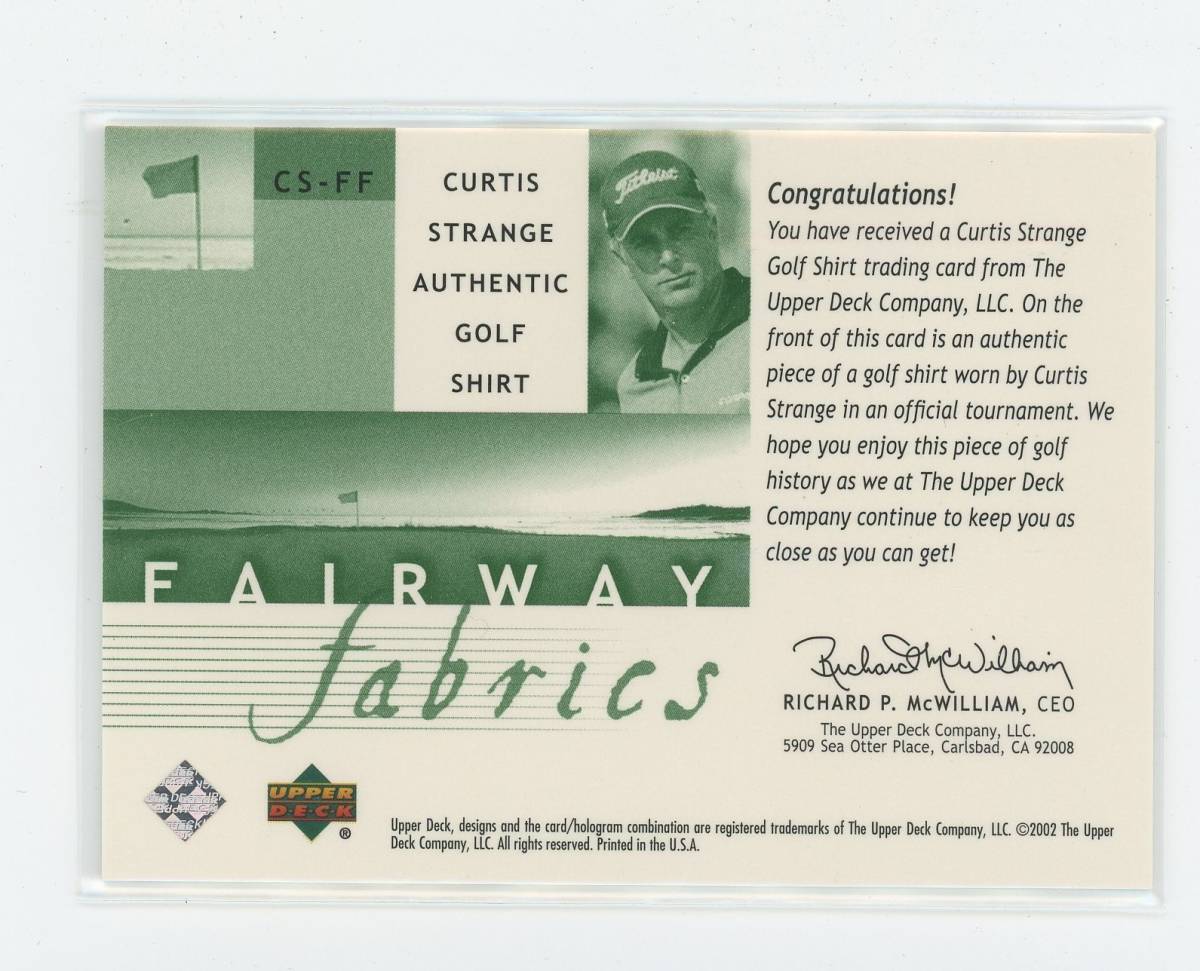 CS-FF
CURTIS
STRANGE
AUTHENTIC
GOLF
SHIRT
Titleist
Congratulations!
You have received a Curtis Strange
Golf Shirt trading card from The
Upper Deck Company, LLC. On the
front of this card is an authentic
piece of a golf shirt worn by Curtis
Strange in an official tournament. We
hope you enjoy this piece of golf
history as we at The Upper Deck
Company continue to keep you as
close as you can get!
FAIRWAY
fabrics
Richard McWilliam
RICHARD P. McWILLIAM, CEO
The Upper Deck Company, LLC.
5909 Sea Otter Place, Carlsbad, CA 92008
UPPER
D·E·C·K
®
Upper Deck, designs and the card/hologram combination are registered trademarks of The Upper Deck Company, LLC. ©2002 The Upper
Deck Company, LLC. All rights reserved. Printed in the U.S.A.